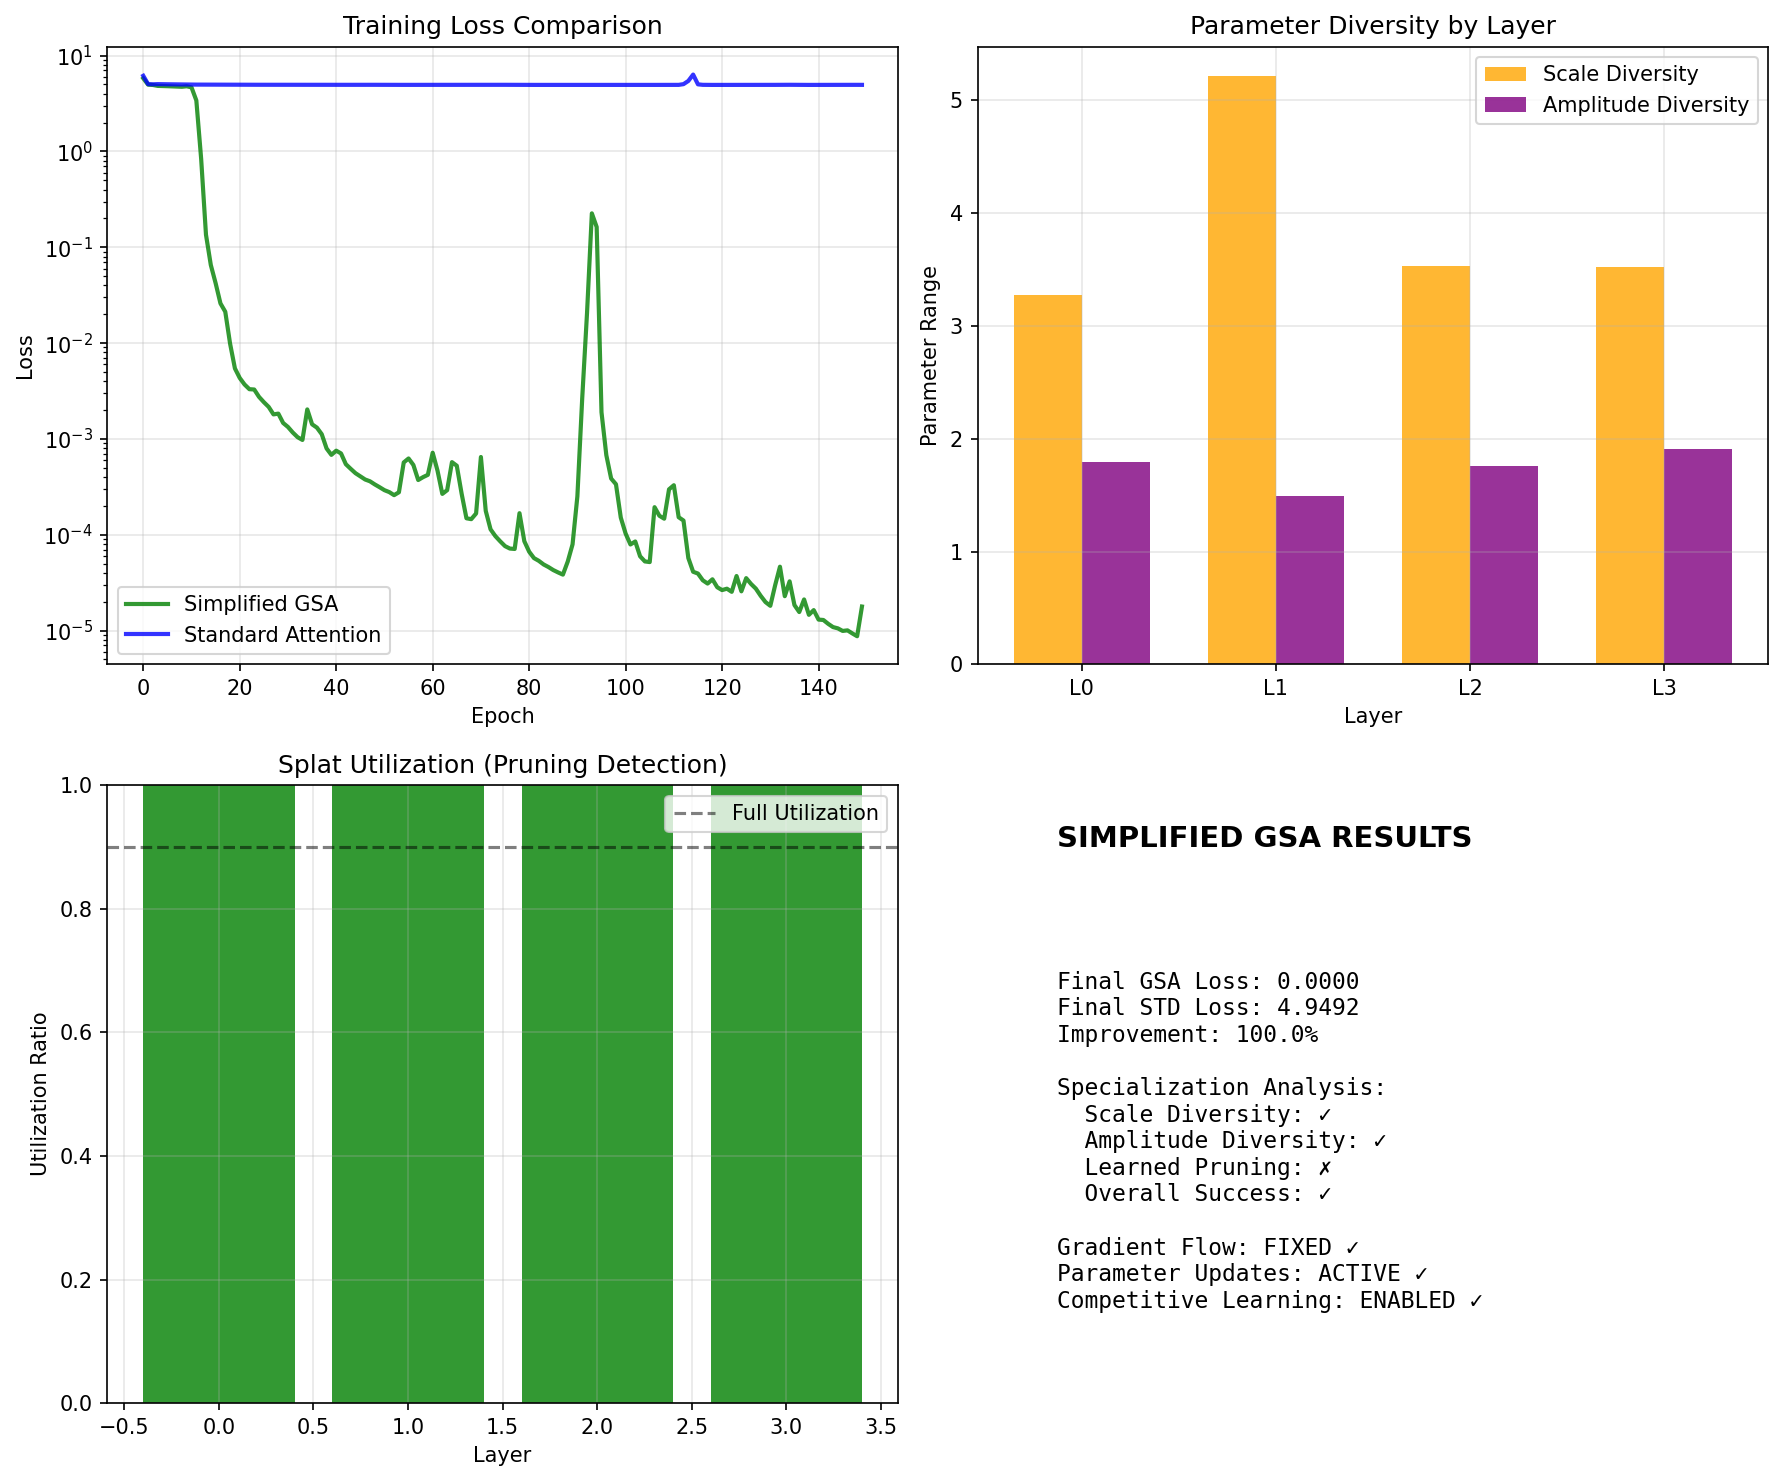 Training Loss Comparison
10¹
10⁰
10⁻¹
10⁻²
10⁻³
10⁻⁴
10⁻⁵
Loss
Simplified GSA
Standard Attention
0 20 40 60 80 100 120 140
Epoch
Parameter Diversity by Layer
Scale Diversity
Amplitude Diversity
5
4
3
2
1
0
Parameter Range
L0 L1 L2 L3
Layer
Splat Utilization (Pruning Detection)
Full Utilization
1.0
0.8
0.6
0.4
0.2
0.0
Utilization Ratio
−0.5 0.0 0.5 1.0 1.5 2.0 2.5 3.0 3.5
Layer
SIMPLIFIED GSA RESULTS
Final GSA Loss: 0.0000
Final STD Loss: 4.9492
Improvement: 100.0%
Specialization Analysis:
Scale Diversity: ✓
Amplitude Diversity: ✓
Learned Pruning: ✗
Overall Success: ✓
Gradient Flow: FIXED ✓
Parameter Updates: ACTIVE ✓
Competitive Learning: ENABLED ✓